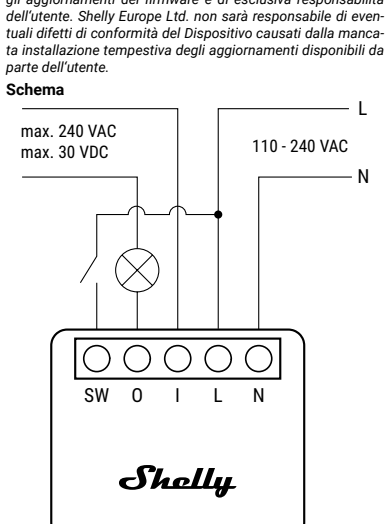 gli aggiornamenti del firmware è di esclusiva responsabilità
dell'utente. Shelly Europe Ltd. non sarà responsabile di even-
tuali difetti di conformità del Dispositivo causati dalla manca-
ta installazione tempestiva degli aggiornamenti disponibili da
parte dell'utente.
Schema
L
max. 240 VAC
max. 30 VDC
110 - 240 VAC
N
SW O I L N
Shelly